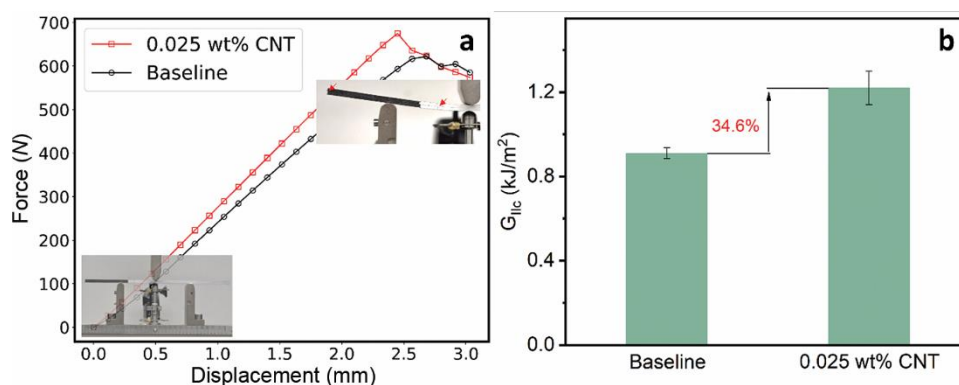 a
0.025 wt% CNT
Baseline
Force (N)
700
600
500
400
300
200
100
0
0.0 0.5 1.0 1.5 2.0 2.5 3.0
Displacement (mm)
b
34.6%
G_IIc (kJ/m²)
1.2
0.8
0.4
0.0
Baseline 0.025 wt% CNT